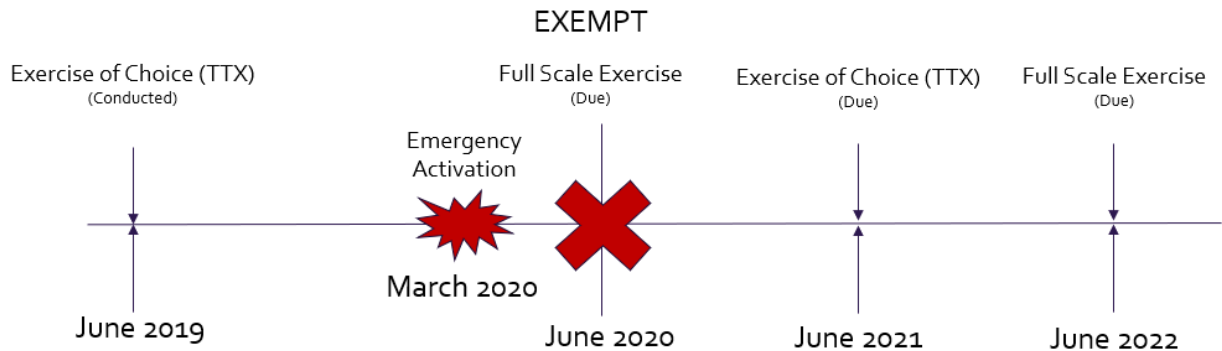 EXEMPT
Exercise of Choice (TTX)
(Conducted)
Full Scale Exercise
(Due)
Exercise of Choice (TTX)
(Due)
Full Scale Exercise
(Due)
Emergency
Activation
March 2020
June 2019
June 2020
June 2021
June 2022